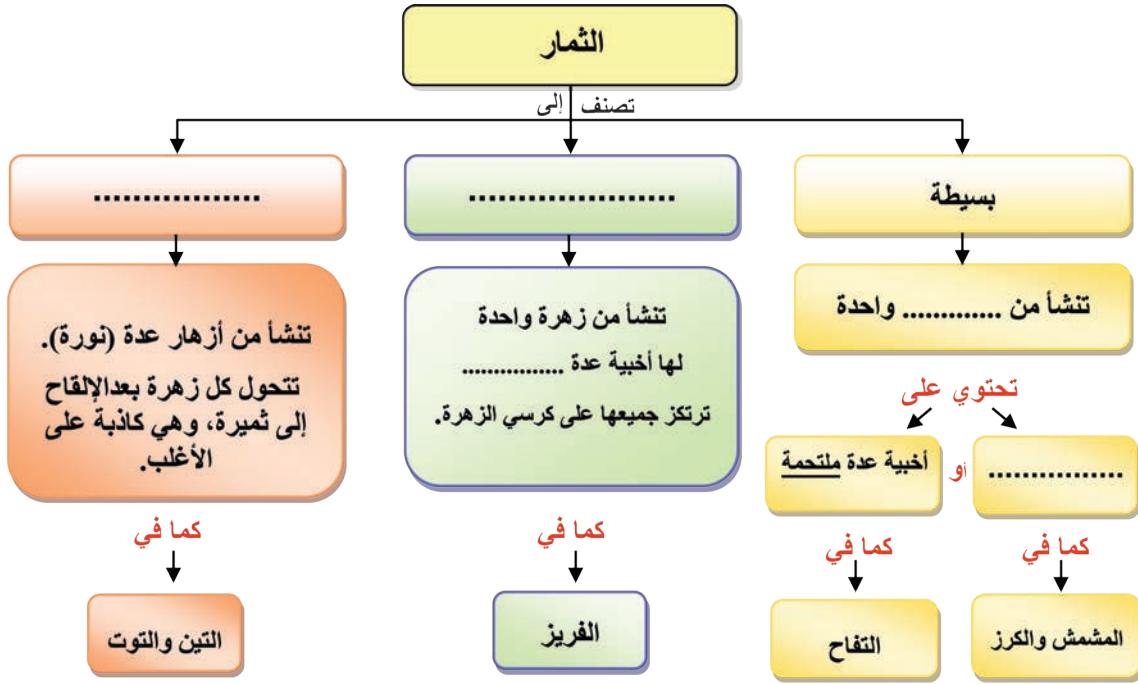 الثمار
تصنف إلى
بسيطة
.....................
.................
تنشأ من ............. واحدة
تنشأ من زهرة واحدة
لها أخبية عدة ................
ترتكز جميعها على كرسي الزهرة.
تنشأ من أزهار عدة (نورة).
تتحول كل زهرة بعدالإلقاح
إلى ثميرة، وهي كاذبة على
الأغلب.
تحتوي على
................ أو أخبية عدة ملتحمة
كما في
كما في
كما في
كما في
المشمش والكرز
التفاح
الفريز
التين والتوت